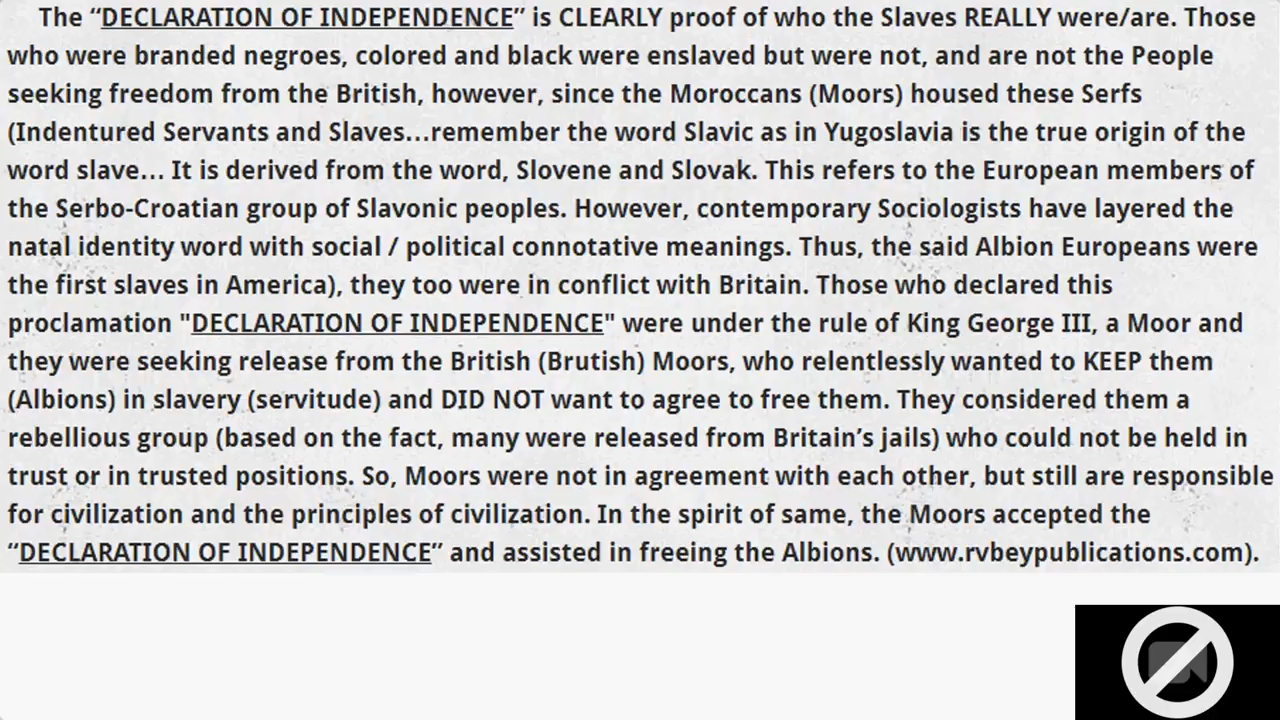 The “DECLARATION OF INDEPENDENCE” is CLEARLY proof of who the Slaves REALLY were/are. Those
who were branded negroes, colored and black were enslaved but were not, and are not the People
seeking freedom from the British, however, since the Moroccans (Moors) housed these Serfs
(Indentured Servants and Slaves…remember the word Slavic as in Yugoslavia is the true origin of the
word slave… It is derived from the word, Slovene and Slovak. This refers to the European members of
the Serbo-Croatian group of Slavonic peoples. However, contemporary Sociologists have layered the
natal identity word with social / political connotative meanings. Thus, the said Albion Europeans were
the first slaves in America), they too were in conflict with Britain. Those who declared this
proclamation "DECLARATION OF INDEPENDENCE" were under the rule of King George III, a Moor and
they were seeking release from the British (Brutish) Moors, who relentlessly wanted to KEEP them
(Albions) in slavery (servitude) and DID NOT want to agree to free them. They considered them a
rebellious group (based on the fact, many were released from Britain’s jails) who could not be held in
trust or in trusted positions. So, Moors were not in agreement with each other, but still are responsible
for civilization and the principles of civilization. In the spirit of same, the Moors accepted the
“DECLARATION OF INDEPENDENCE” and assisted in freeing the Albions. (www.rvbeypublications.com).